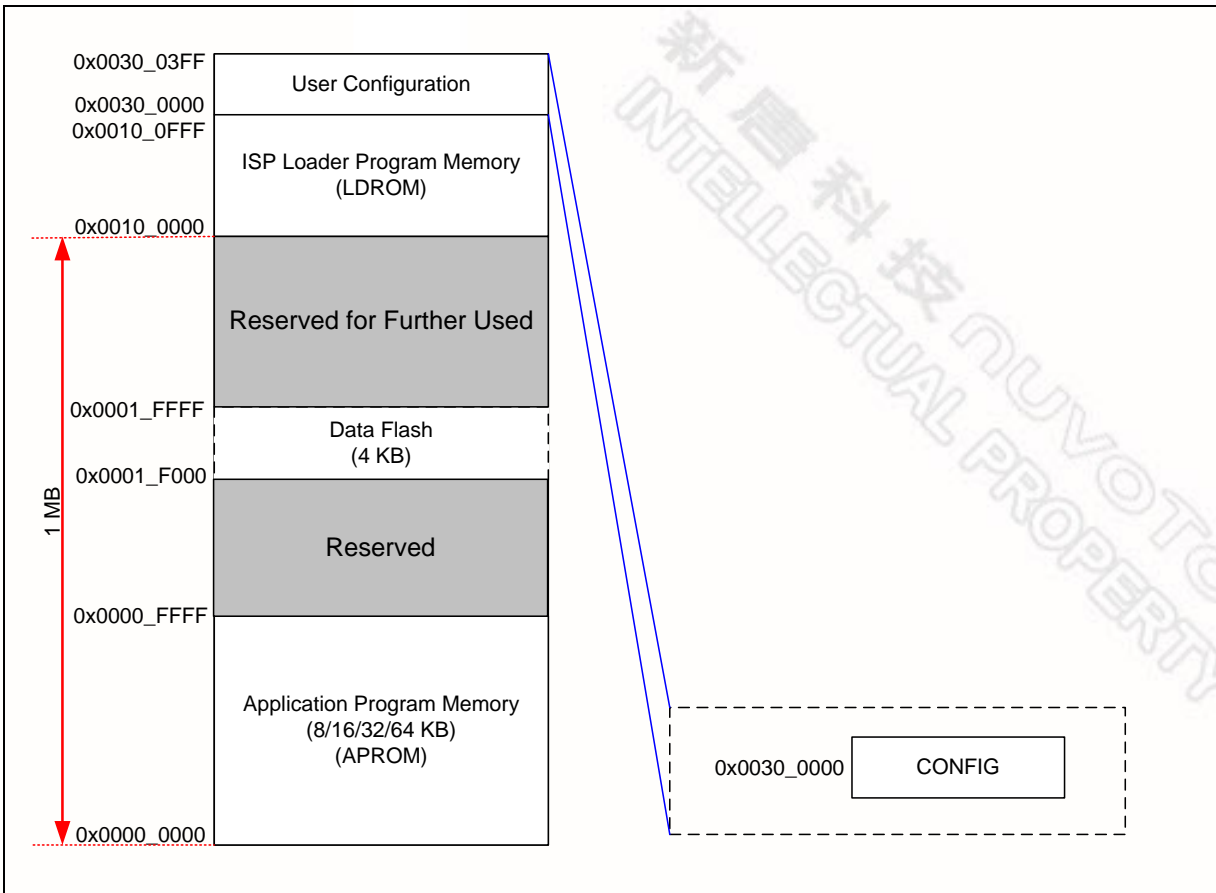 0x0030_03FF
User Configuration
0x0030_0000
0x0010_0FFF
ISP Loader Program Memory
(LDROM)
0x0010_0000
Reserved for Further Used
0x0001_FFFF
Data Flash
(4 KB)
0x0001_F000
1 MB
Reserved
0x0000_FFFF
Application Program Memory
(8/16/32/64 KB)
(APROM)
0x0000_0000
0x0030_0000
CONFIG
新唐科技 nuvoTo
INTELLECTUAL PROPERTY